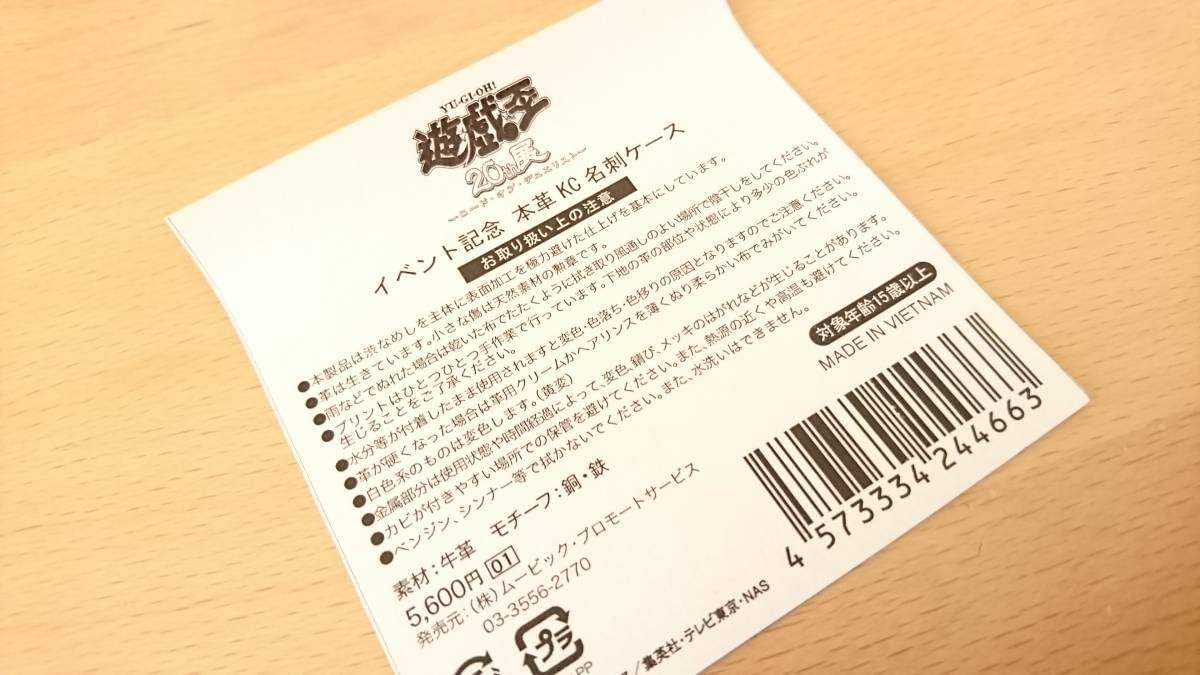 YU-GI-OH!
遊戯王
20th展
イベント記念 本革 KC 名刺ケース
お取り扱い上の注意
●本製品は渋なめしを主体に表面加工を極力避けた仕上げを基本にしています。
●革は生きています。小さな傷は天然素材の勲章です。
●雨などでぬれた場合は乾いた布でたたくように拭き取り風通しのよい場所で陰干しをしてください。
●プリントはひとつひとつ手作業で行っています。下地の革の部位や状態により多少の色ぶれが
生じることをご了承ください。
●水分等が付着したまま使用されますと変色・色落ち・色移りの原因となりますのでご注意ください。
●革が硬くなった場合は革用クリームかヘアリンスを薄くぬり柔らかい布でみがいてください。
●白色系のものは変色します。(黄変)
●金属部分は使用状態や時間経過によって、変色、錆び、メッキのはがれなどが生じることがあります。
●カビが付きやすい場所での保管を避けてください。また、熱源の近くや高温も避けてください。
●ベンジン、シンナー等で拭かないでください。また、水洗いはできません。
対象年齢15歳以上
MADE IN VIETNAM
素材:牛革 モチーフ:銅・鉄
5,600円 01
発売元:(株)ムービック・プロモートサービス
03-3556-2770
4 573334 244663
プラ
PP
/集英社・テレビ東京・NAS